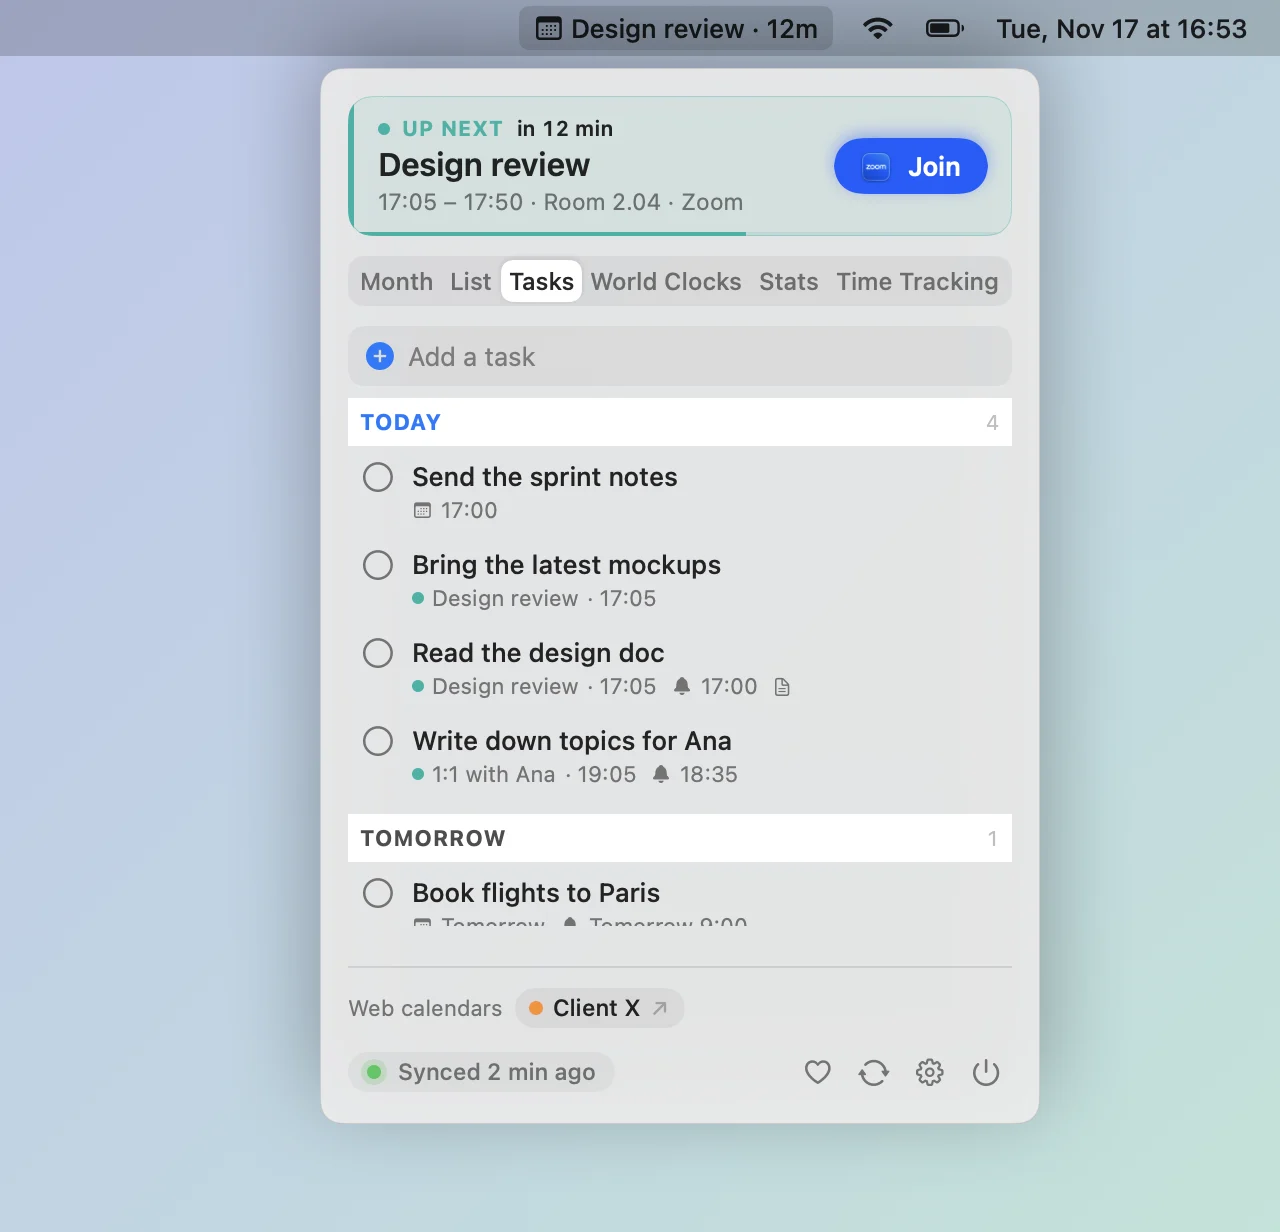 Design review · 12m
Tue, Nov 17 at 16:53
UP NEXT in 12 min
Design review
17:05 – 17:50 · Room 2.04 · Zoom
zoom
Join
Month List Tasks World Clocks Stats Time Tracking
Add a task
TODAY 4
Send the sprint notes
17:00
Bring the latest mockups
Design review · 17:05
Read the design doc
Design review · 17:05 17:00
Write down topics for Ana
1:1 with Ana · 19:05 18:35
TOMORROW 1
Book flights to Paris
Tomorrow Tomorrow 9:00
Web calendars Client X
Synced 2 min ago